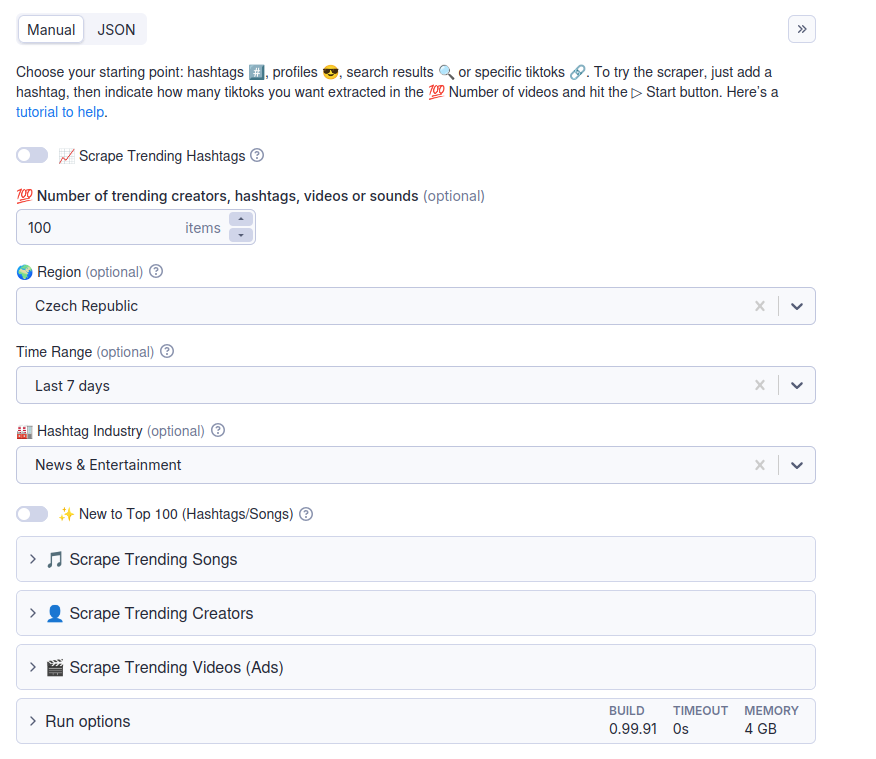 Manual JSON »
Choose your starting point: hashtags #️⃣, profiles 😎, search results 🔍 or specific tiktoks 🔗. To try the scraper, just add a
hashtag, then indicate how many tiktoks you want extracted in the 💯 Number of videos and hit the ▷ Start button. Here's a
tutorial to help.
📈 Scrape Trending Hashtags ?
💯 Number of trending creators, hashtags, videos or sounds (optional)
100 items
🌍 Region (optional) ?
Czech Republic
Time Range (optional) ?
Last 7 days
🏭 Hashtag Industry (optional) ?
News & Entertainment
✨ New to Top 100 (Hashtags/Songs) ?
🎵 Scrape Trending Songs
👤 Scrape Trending Creators
🎬 Scrape Trending Videos (Ads)
BUILD TIMEOUT MEMORY
Run options 0.99.91 0s 4 GB